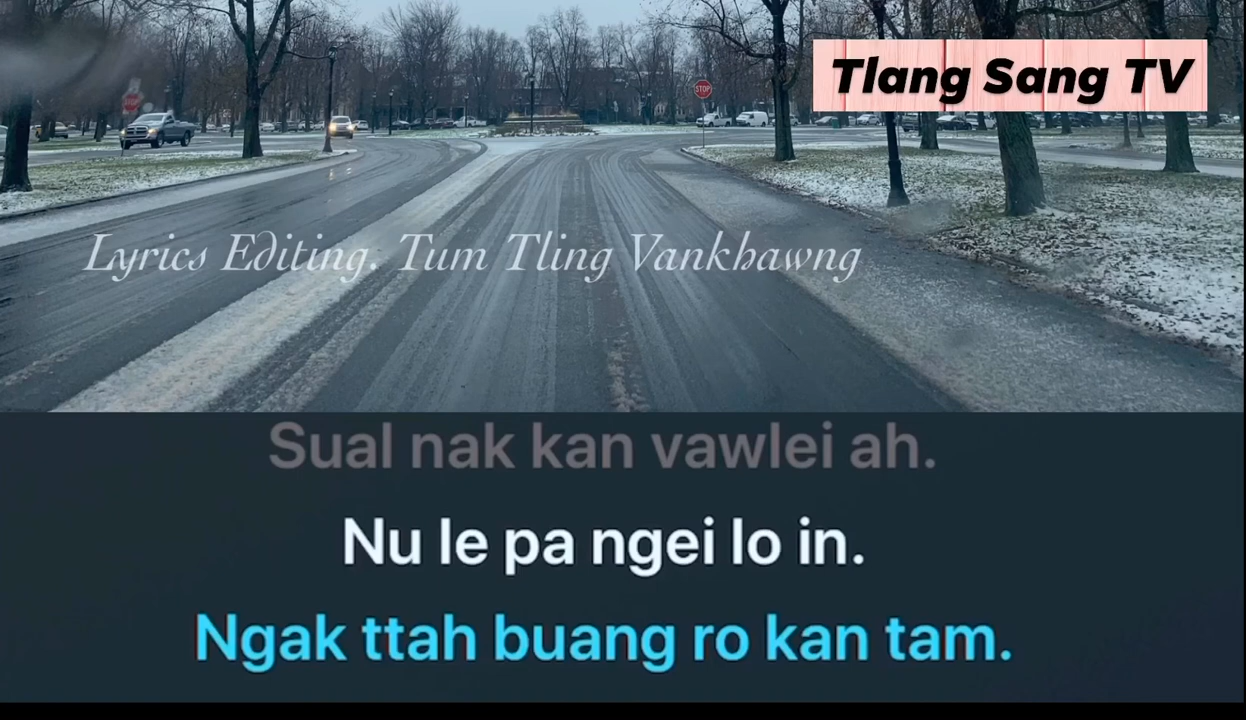 Tlang Sang TV
STOP
Lyrics Editing. Tum Tling Vankhawng
Sual nak kan vawlei ah.
Nu le pa ngei lo in.
Ngak ttah buang ro kan tam.